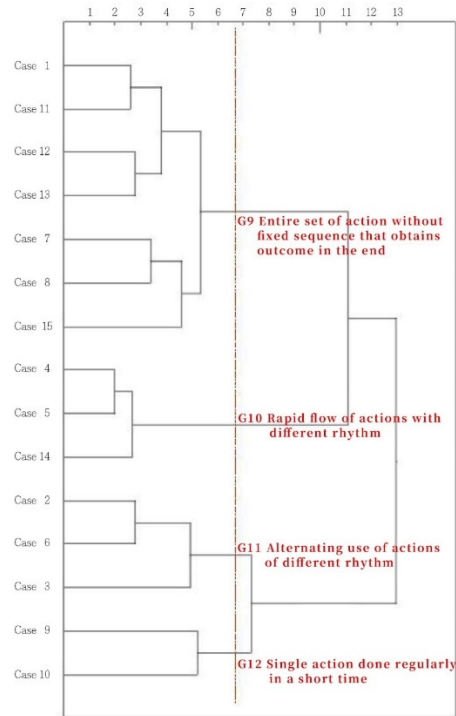 1 2 3 4 5 6 7 8 9 10 11 12 13
Case 1
Case 11
Case 12
Case 13
Case 7
G9 Entire set of action without
fixed sequence that obtains
outcome in the end
Case 8
Case 15
Case 4
Case 5
G10 Rapid flow of actions with
different rhythm
Case 14
Case 2
Case 6
G11 Alternating use of actions
of different rhythm
Case 3
Case 9
G12 Single action done regularly
in a short time
Case 10